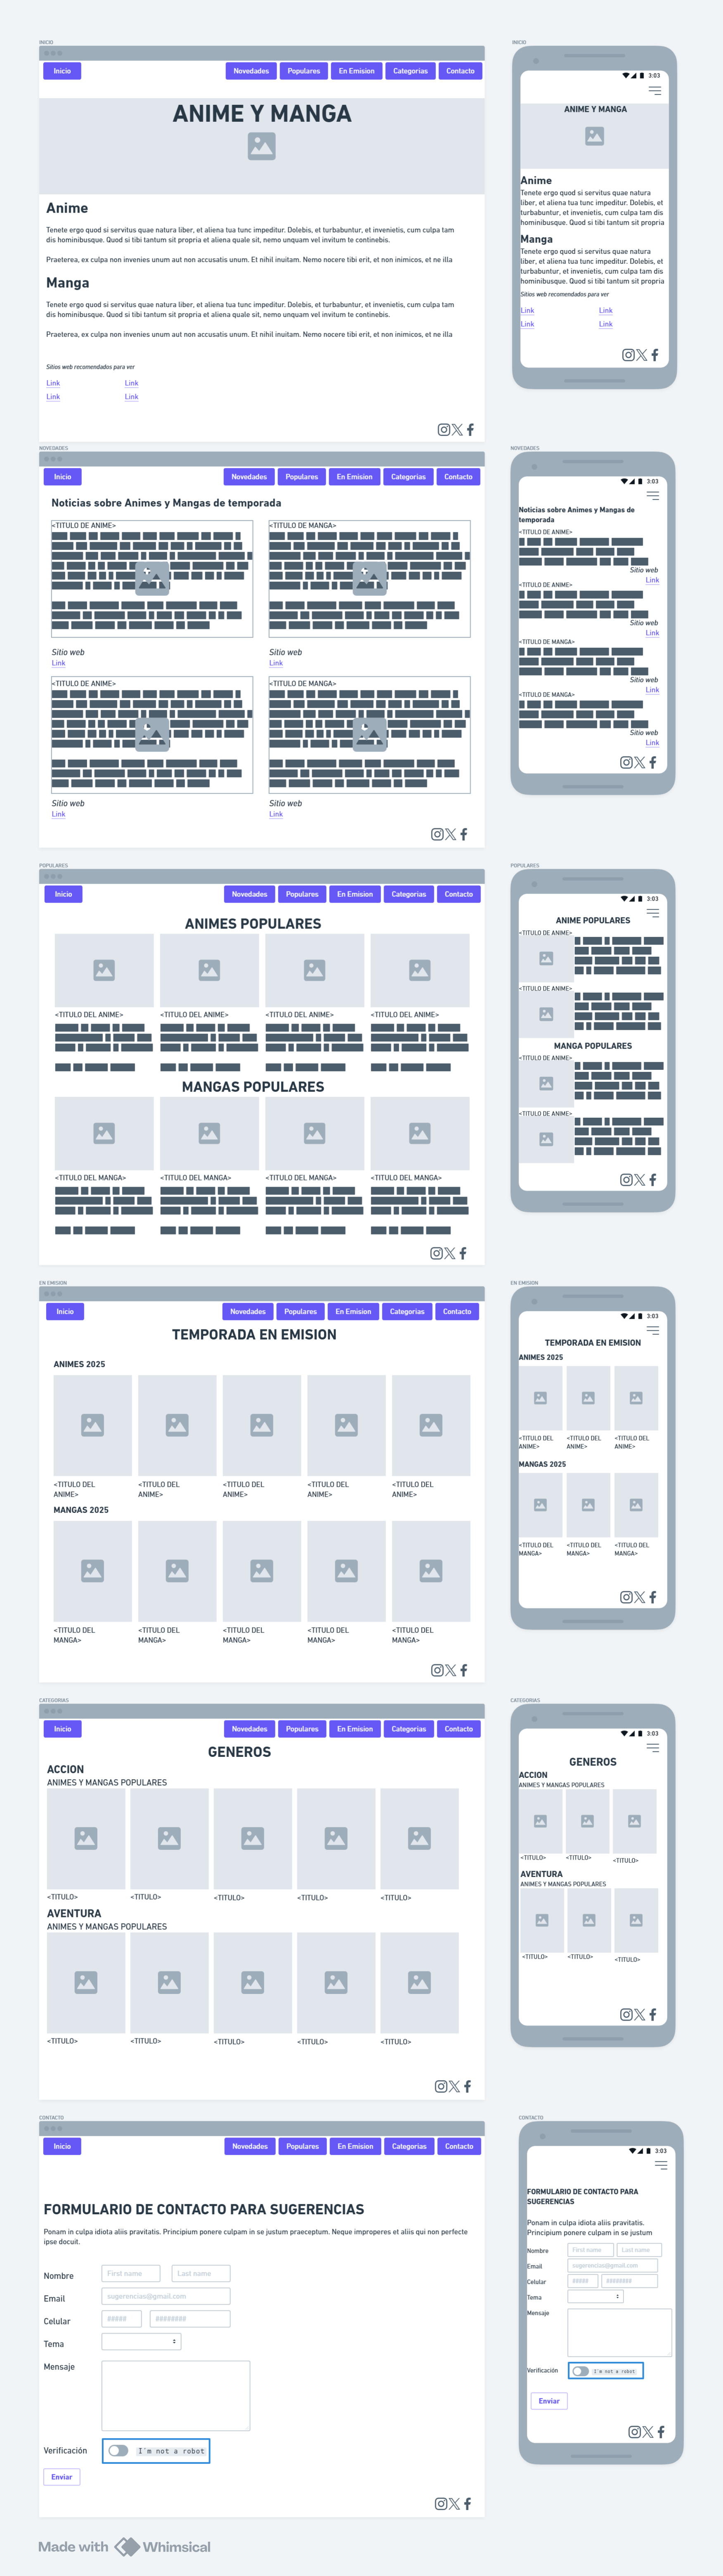 INICIO
Inicio Novedades Populares En Emision Categorias Contacto
ANIME Y MANGA
Anime
Tenete ergo quod si servitus quae natura liber, et aliena tua tunc impeditur. Dolebis, et turbabuntur, et invenietis, cum culpa tam
dis hominibusque. Quod si tibi tantum sit propria et aliena quale sit, nemo unquam vel invitum te continebis.
Praeterea, ex culpa non invenies unum aut non accusatis unum. Et nihil inuitam. Nemo nocere tibi erit, et non inimicos, et ne illa
Manga
Tenete ergo quod si servitus quae natura liber, et aliena tua tunc impeditur. Dolebis, et turbabuntur, et invenietis, cum culpa tam
dis hominibusque. Quod si tibi tantum sit propria et aliena quale sit, nemo unquam vel invitum te continebis.
Praeterea, ex culpa non invenies unum aut non accusatis unum. Et nihil inuitam. Nemo nocere tibi erit, et non inimicos, et ne illa
Sitios web recomendados para ver
Link Link
Link Link
INICIO
3:03
ANIME Y MANGA
Anime
Tenete ergo quod si servitus quae natura
liber, et aliena tua tunc impeditur. Dolebis, et
turbabuntur, et invenietis, cum culpa tam dis
hominibusque. Quod si tibi tantum sit propria
Manga
Tenete ergo quod si servitus quae natura
liber, et aliena tua tunc impeditur. Dolebis, et
turbabuntur, et invenietis, cum culpa tam dis
hominibusque. Quod si tibi tantum sit propria
Sitios web recomendados para ver
Link Link
Link Link
NOVEDADES
Inicio Novedades Populares En Emision Categorias Contacto
Noticias sobre Animes y Mangas de temporada
<TITULO DE ANIME> <TITULO DE MANGA>
Sitio web Sitio web
Link Link
<TITULO DE ANIME> <TITULO DE MANGA>
Sitio web Sitio web
Link Link
NOVEDADES
3:03
Noticias sobre Animes y Mangas de
temporada
<TITULO DE ANIME>
Sitio web
Link
<TITULO DE ANIME>
Sitio web
Link
<TITULO DE MANGA>
Sitio web
Link
<TITULO DE MANGA>
Sitio web
Link
POPULARES
Inicio Novedades Populares En Emision Categorias Contacto
ANIMES POPULARES
<TITULO DEL ANIME> <TITULO DEL ANIME> <TITULO DEL ANIME> <TITULO DEL ANIME>
MANGAS POPULARES
<TITULO DEL MANGA> <TITULO DEL MANGA> <TITULO DEL MANGA> <TITULO DEL MANGA>
POPULARES
3:03
ANIME POPULARES
<TITULO DE ANIME>
<TITULO DE ANIME>
MANGA POPULARES
<TITULO DE ANIME>
<TITULO DE ANIME>
EN EMISION
Inicio Novedades Populares En Emision Categorias Contacto
TEMPORADA EN EMISION
ANIMES 2025
<TITULO DEL <TITULO DEL <TITULO DEL <TITULO DEL <TITULO DEL
ANIME> ANIME> ANIME> ANIME> ANIME>
MANGAS 2025
<TITULO DEL <TITULO DEL <TITULO DEL <TITULO DEL <TITULO DEL
MANGA> MANGA> MANGA> MANGA> MANGA>
EN EMISION
3:03
TEMPORADA EN EMISION
ANIMES 2025
<TITULO DEL <TITULO DEL <TITULO DEL
ANIME> ANIME> ANIME>
MANGAS 2025
<TITULO DEL <TITULO DEL <TITULO DEL
MANGA> MANGA> MANGA>
CATEGORIAS
Inicio Novedades Populares En Emision Categorias Contacto
GENEROS
ACCION
ANIMES Y MANGAS POPULARES
<TITULO> <TITULO> <TITULO> <TITULO> <TITULO>
AVENTURA
ANIMES Y MANGAS POPULARES
<TITULO> <TITULO> <TITULO> <TITULO> <TITULO>
CATEGORIAS
3:03
GENEROS
ACCION
ANIMES Y MANGAS POPULARES
<TITULO> <TITULO> <TITULO>
AVENTURA
ANIMES Y MANGAS POPULARES
<TITULO> <TITULO> <TITULO>
CONTACTO
Inicio Novedades Populares En Emision Categorias Contacto
FORMULARIO DE CONTACTO PARA SUGERENCIAS
Ponam in culpa idiota aliis pravitatis. Principium ponere culpam in se justum praeceptum. Neque improperes et aliis qui non perfecte
ipse docuit.
Nombre First name Last name
Email sugerencias@gmail.com
Celular ##### ########
Tema
Mensaje
Verificación I'm not a robot
Enviar
CONTACTO
3:03
FORMULARIO DE CONTACTO PARA
SUGERENCIAS
Ponam in culpa idiota aliis pravitatis.
Principium ponere culpam in se justum
Nombre First name Last name
Email sugerencias@gmail.com
Celular ##### ########
Tema
Mensaje
Verificación I'm not a robot
Enviar
Made with Whimsical